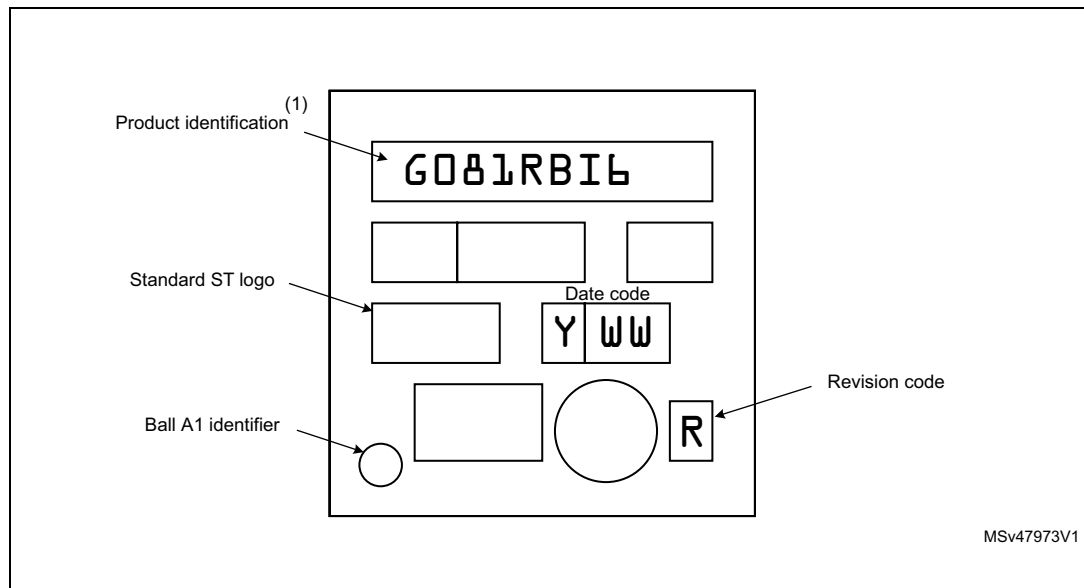 (1)
Product identification
G081RBI6
Standard ST logo
Date code
Y WW
Revision code
Ball A1 identifier
R
MSv47973V1